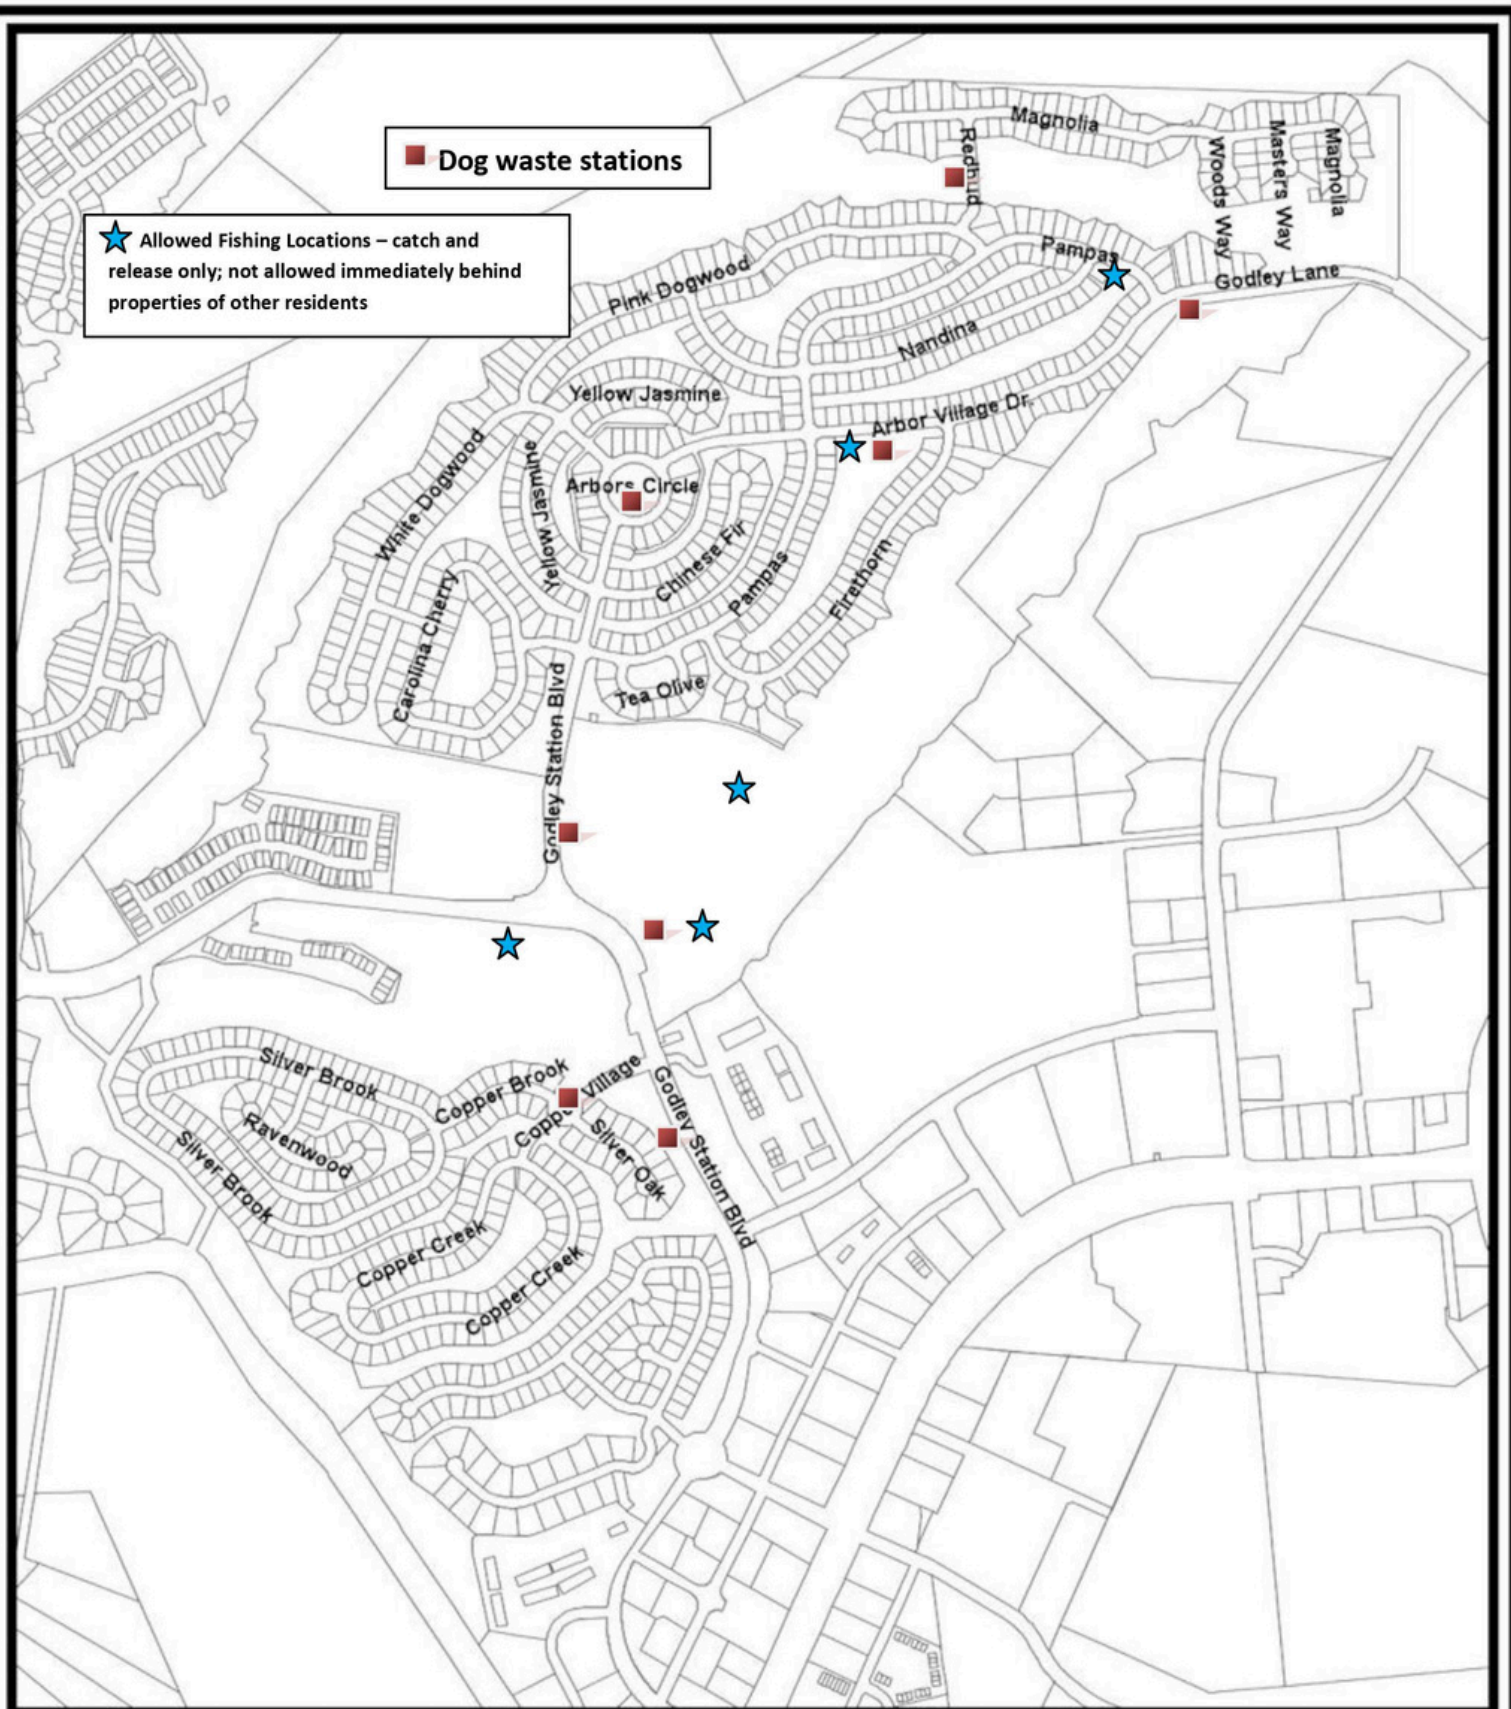 Dog waste stations
Allowed Fishing Locations – catch and
release only; not allowed immediately behind
properties of other residents
Magnolia
Redbud
Woods Way
Masters Way
Magnolia
Pampas
Godley Lane
Pink Dogwood
Nandina
Yellow Jasmine
Arbor Village Dr.
White Dogwood
Yellow Jasmine
Arbors Circle
Chinese Fir
Pampas
Firethorn
Carolina Cherry
Tea Olive
Godley Station Blvd
Silver Brook
Copper Brook
Copper Village
Godley Station Blvd
Ravenwood
Silver Brook
Silver Oak
Copper Creek
Copper Creek